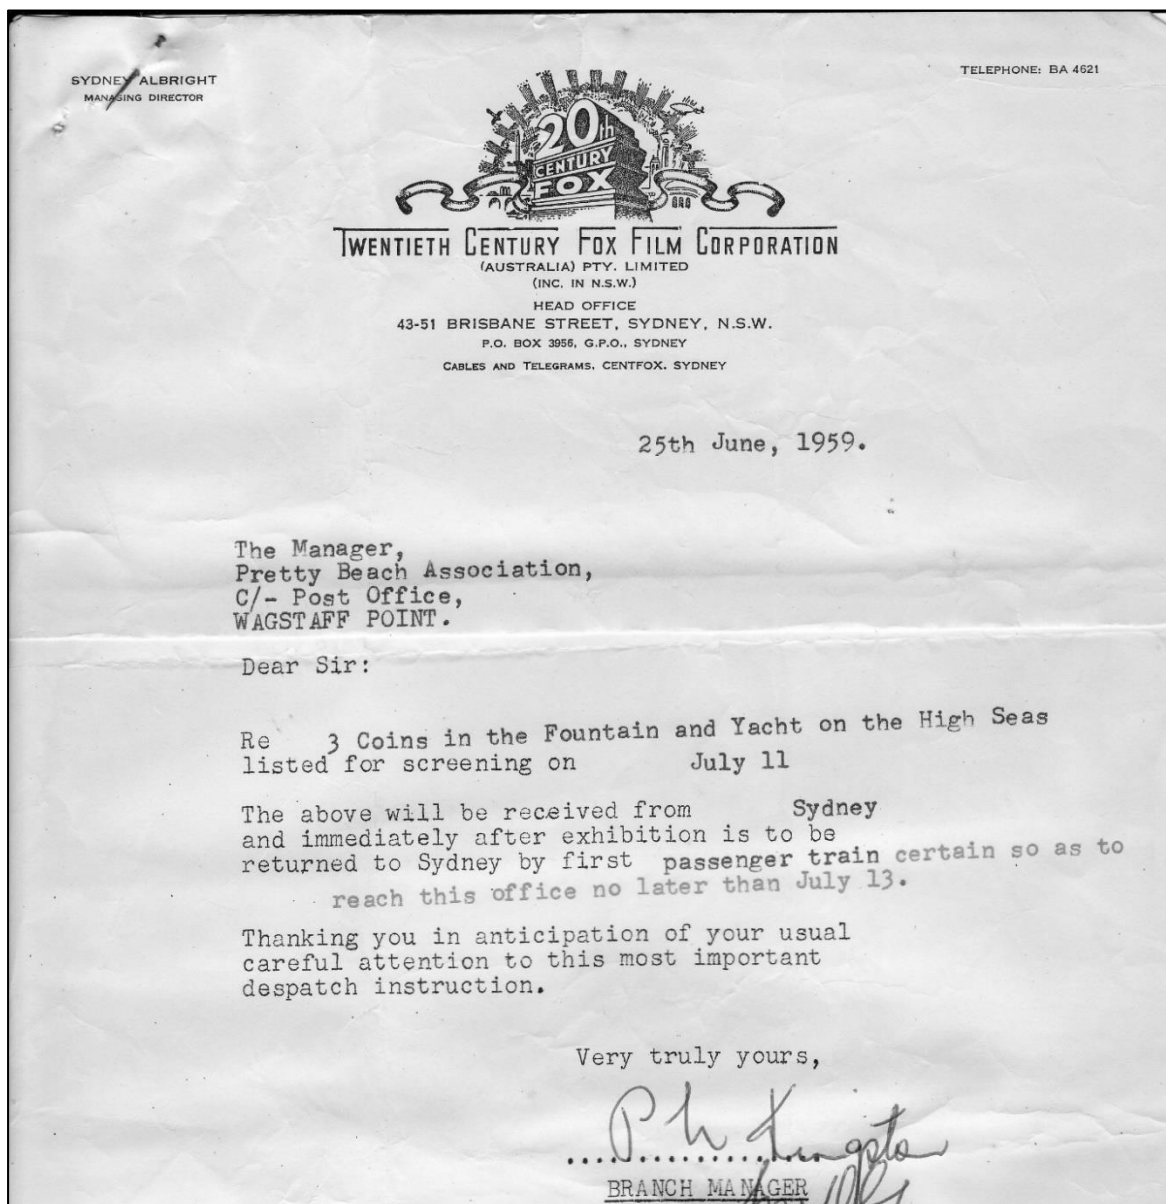 SYDNEY ALBRIGHT
MANAGING DIRECTOR
TELEPHONE: BA 4621
20th
CENTURY
FOX
TWENTIETH CENTURY FOX FILM CORPORATION
(AUSTRALIA) PTY. LIMITED
(INC. IN N.S.W.)
HEAD OFFICE
43-51 BRISBANE STREET, SYDNEY, N.S.W.
P.O. BOX 3956, G.P.O., SYDNEY
CABLES AND TELEGRAMS, CENTFOX, SYDNEY
25th June, 1959.
The Manager,
Pretty Beach Association,
C/- Post Office,
WAGSTAFF POINT.
Dear Sir:
Re 3 Coins in the Fountain and Yacht on the High Seas
listed for screening on July 11
The above will be received from Sydney
and immediately after exhibition is to be
returned to Sydney by first passenger train certain so as to
reach this office no later than July 13.
Thanking you in anticipation of your usual
careful attention to this most important
despatch instruction.
Very truly yours,
Kingston
BRANCH MANAGER